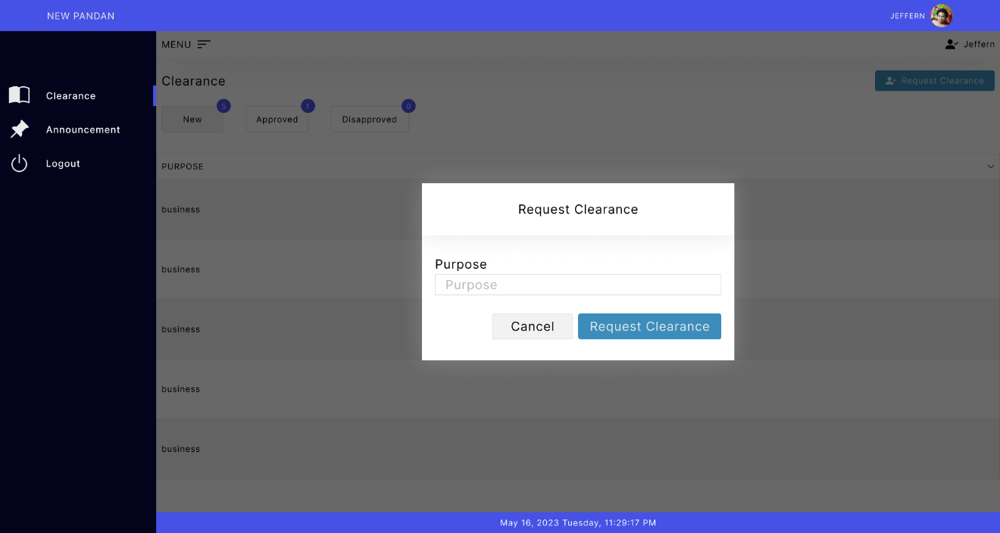 NEW PANDAN
JEFFERN
MENU
Jeffern
Clearance
Announcement
Logout
Clearance
Request Clearance
New
5
Approved
1
Disapproved
0
PURPOSE
business
business
business
business
business
Request Clearance
Purpose
Purpose
Cancel
Request Clearance
May 16, 2023 Tuesday, 11:29:17 PM